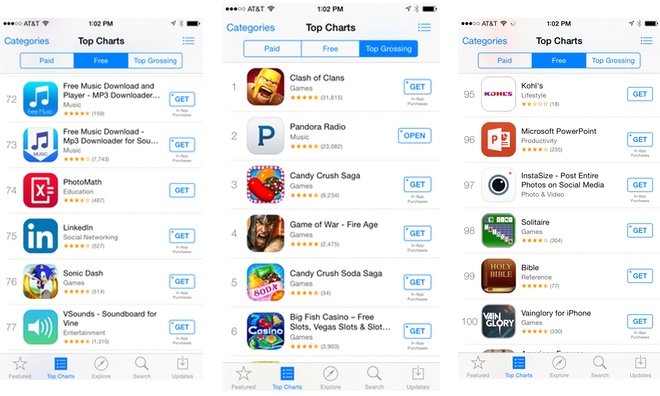 ●●●○○ AT&T 1:02 PM
Categories Top Charts
Paid Free Top Grossing
72
Free Music Download and
Player - MP3 Downloader...
Music
(159)
GET
In-App
Purchases
Free Music
73
Free Music Download -
Mp3 Downloader for Sou...
Music
(7,743)
GET
In-App
Purchases
MUSIC
74
PhotoMath
Education
(487)
GET
75
LinkedIn
Social Networking
(527)
GET
In-App
Purchases
in
76
Sonic Dash
Games
(514)
GET
In-App
Purchases
77
VSounds - Soundboard for
Vine
Entertainment
(1,310)
GET
In-App
Purchases
Featured Top Charts Explore Search Updates
●●●○○ AT&T 1:02 PM
Categories Top Charts
Paid Free Top Grossing
1
Clash of Clans
Games
(31,615)
GET
In-App
Purchases
2
Pandora Radio
Music
(23,082)
OPEN
P
3
Candy Crush Saga
Games
(9,234)
GET
In-App
Purchases
4
Game of War - Fire Age
Games
(2,475)
GET
In-App
Purchases
5
Candy Crush Soda Saga
Games
GET
In-App
Purchases
SODA
6
Big Fish Casino – Free
Slots, Vegas Slots & Slot...
Games
(3,903)
GET
In-App
Purchases
Casino
Featured Top Charts Explore Search Updates
●●●○○ AT&T 1:02 PM
Categories Top Charts
Paid Free Top Grossing
95
Kohl's
Lifestyle
(18)
GET
KOHL'S
96
Microsoft PowerPoint
Productivity
(235)
GET
In-App
Purchases
P
97
InstaSize - Post Entire
Photos on Social Media
Photo & Video
GET
In-App
Purchases
98
Solitaire
Games
(304)
GET
99
Bible
Reference
(76)
GET
HOLY
BIBLE
100
Vainglory for iPhone
Games
(330)
GET
In-App
Purchases
VAIN
GLORY
Featured Top Charts Explore Search Updates